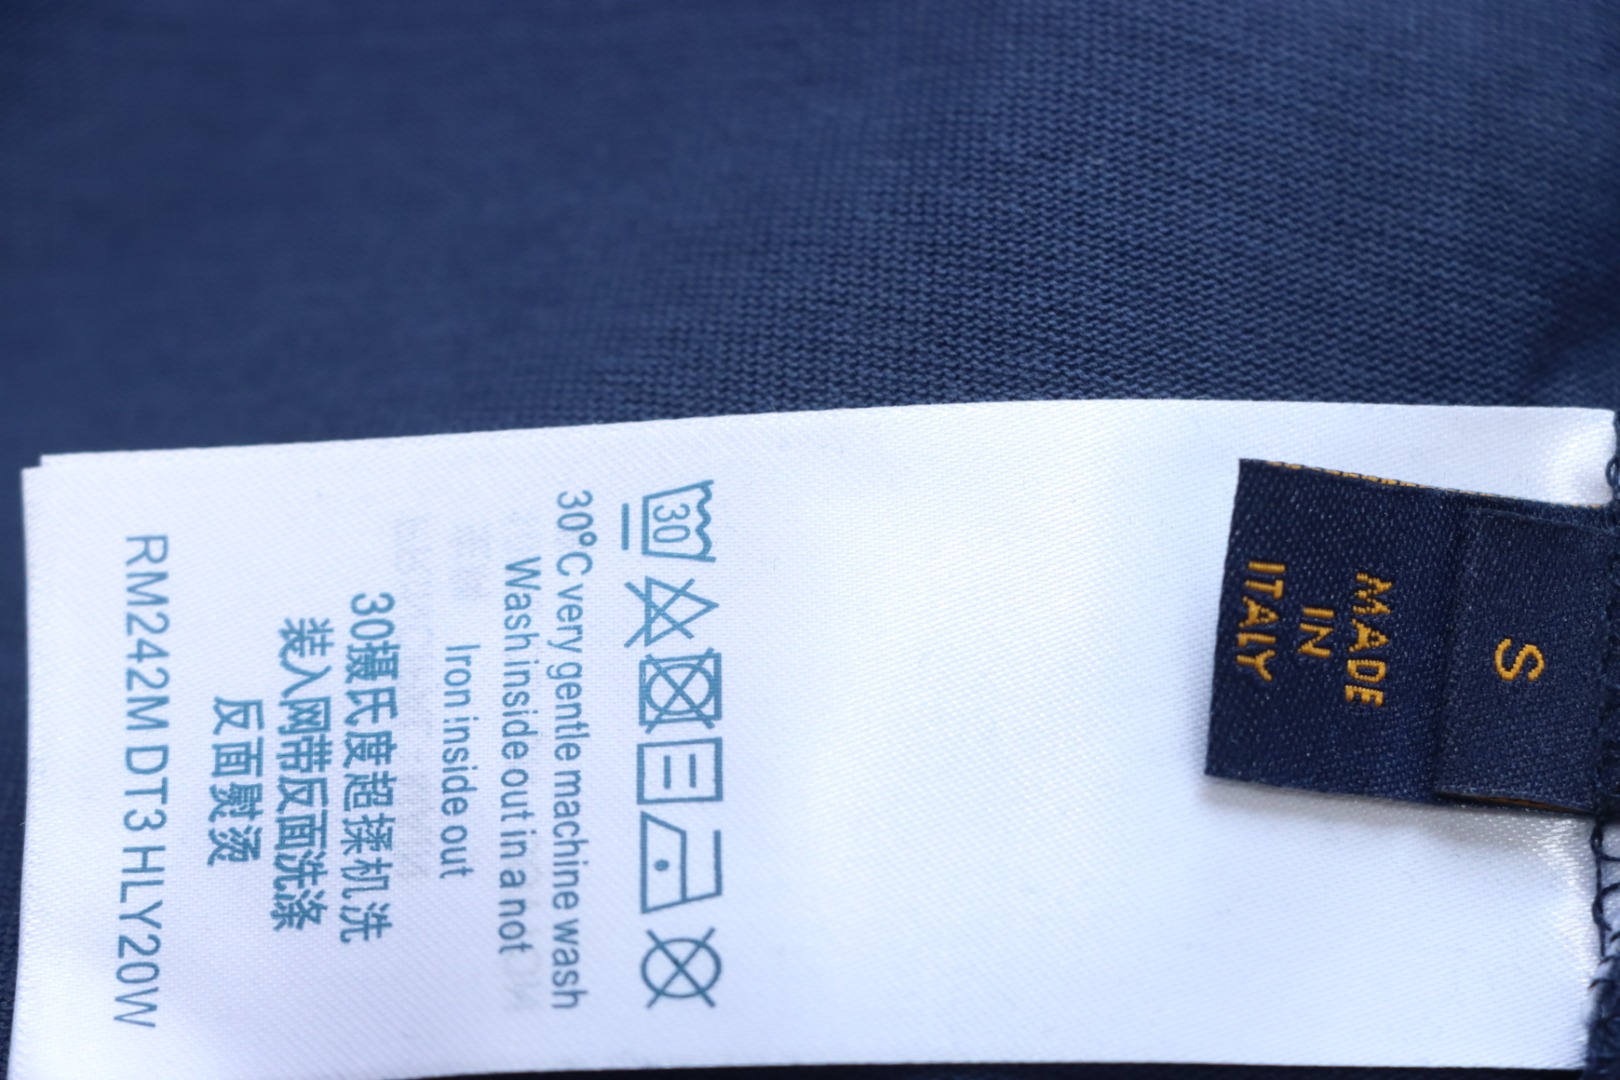 S
MADE
IN
ITALY
30
30°C very gentle machine wash
Wash inside out in a not
Iron inside out
30摄氏度超揉机洗
装入网带反面洗涤
反面熨烫
RM242M DT3 HLY20W